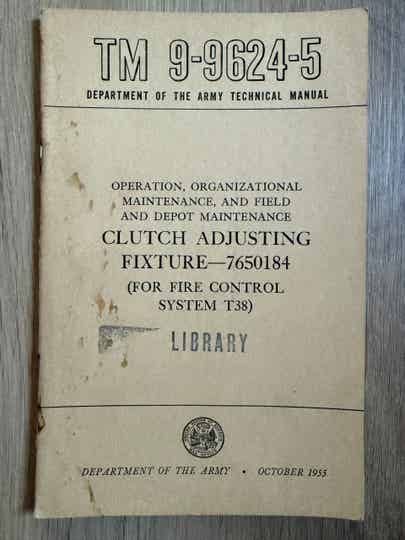 TM 9-9624-5
DEPARTMENT OF THE ARMY TECHNICAL MANUAL
OPERATION, ORGANIZATIONAL
MAINTENANCE, AND FIELD
AND DEPOT MAINTENANCE
CLUTCH ADJUSTING
FIXTURE—7650184
(FOR FIRE CONTROL
SYSTEM T38)
LIBRARY
DEPARTMENT OF THE ARMY • OCTOBER 1955